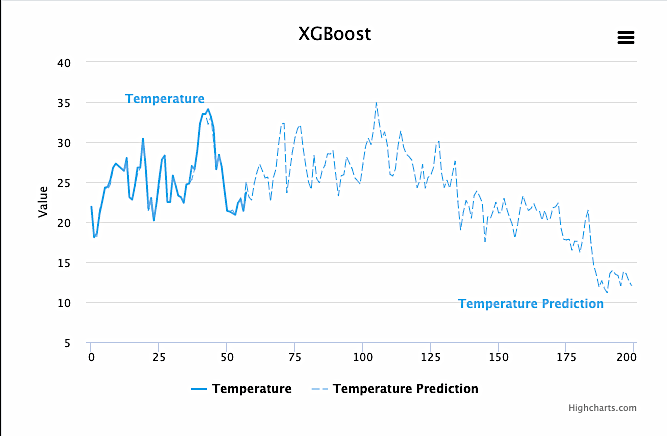 XGBoost
40
35
30
25
20
15
10
5
Value
Temperature
Temperature Prediction
0 25 50 75 100 125 150 175 200
Temperature Temperature Prediction
Highcharts.com